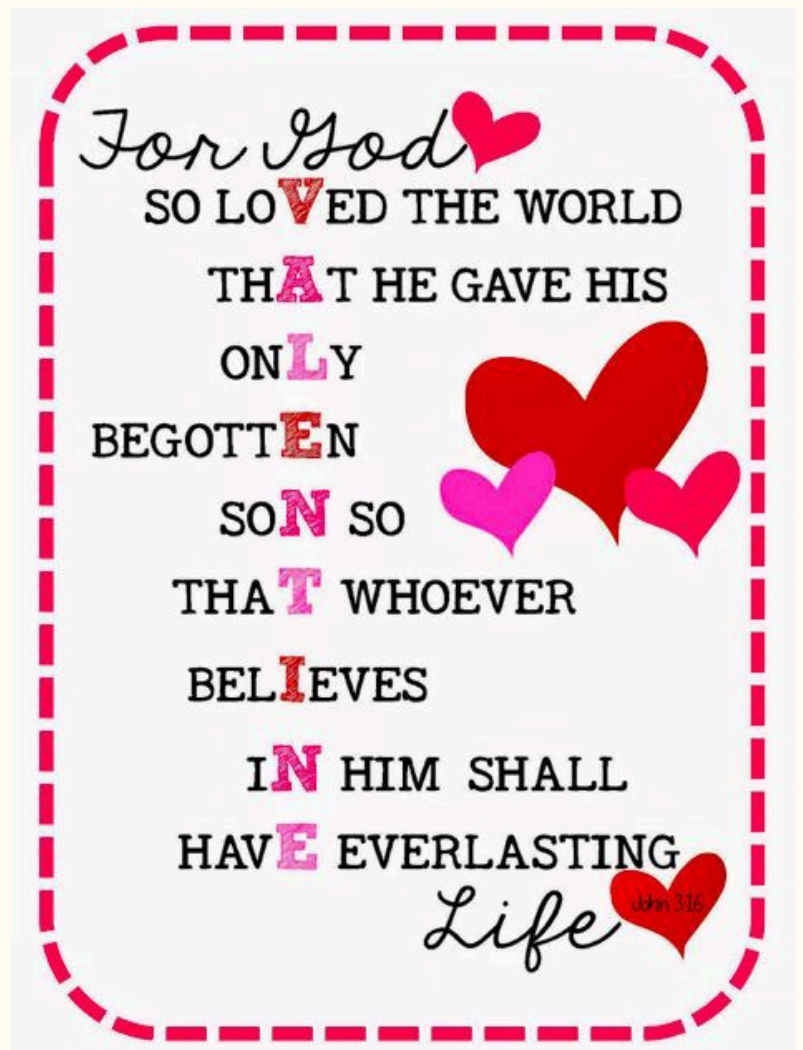 For God
SO LOVED THE WORLD
THAT HE GAVE HIS
ONLY
BEGOTTEN
SON SO
THAT WHOEVER
BELIEVES
IN HIM SHALL
HAVE EVERLASTING
Life
John 3:16